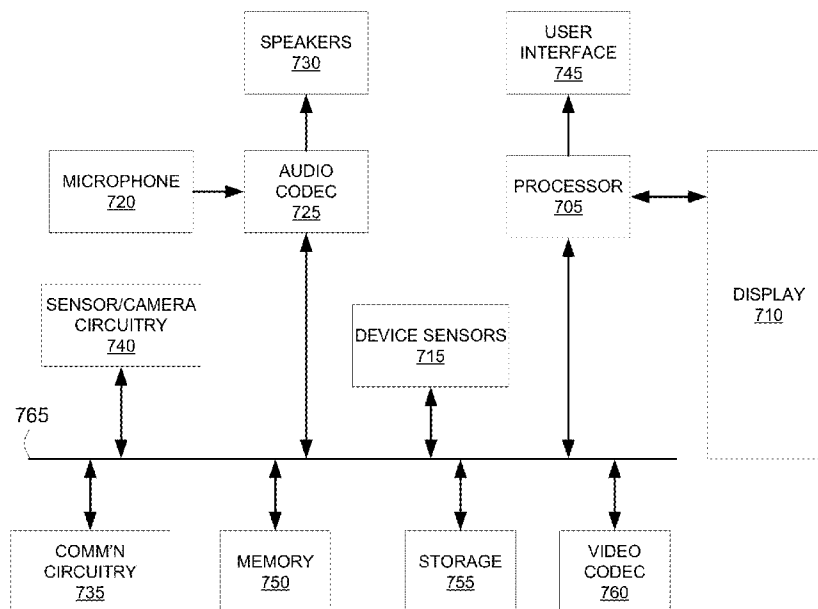 SPEAKERS
730
USER
INTERFACE
745
MICROPHONE
720
AUDIO
CODEC
725
PROCESSOR
705
DISPLAY
710
SENSOR/CAMERA
CIRCUITRY
740
DEVICE SENSORS
715
765
COMM'N
CIRCUITRY
735
MEMORY
750
STORAGE
755
VIDEO
CODEC
760